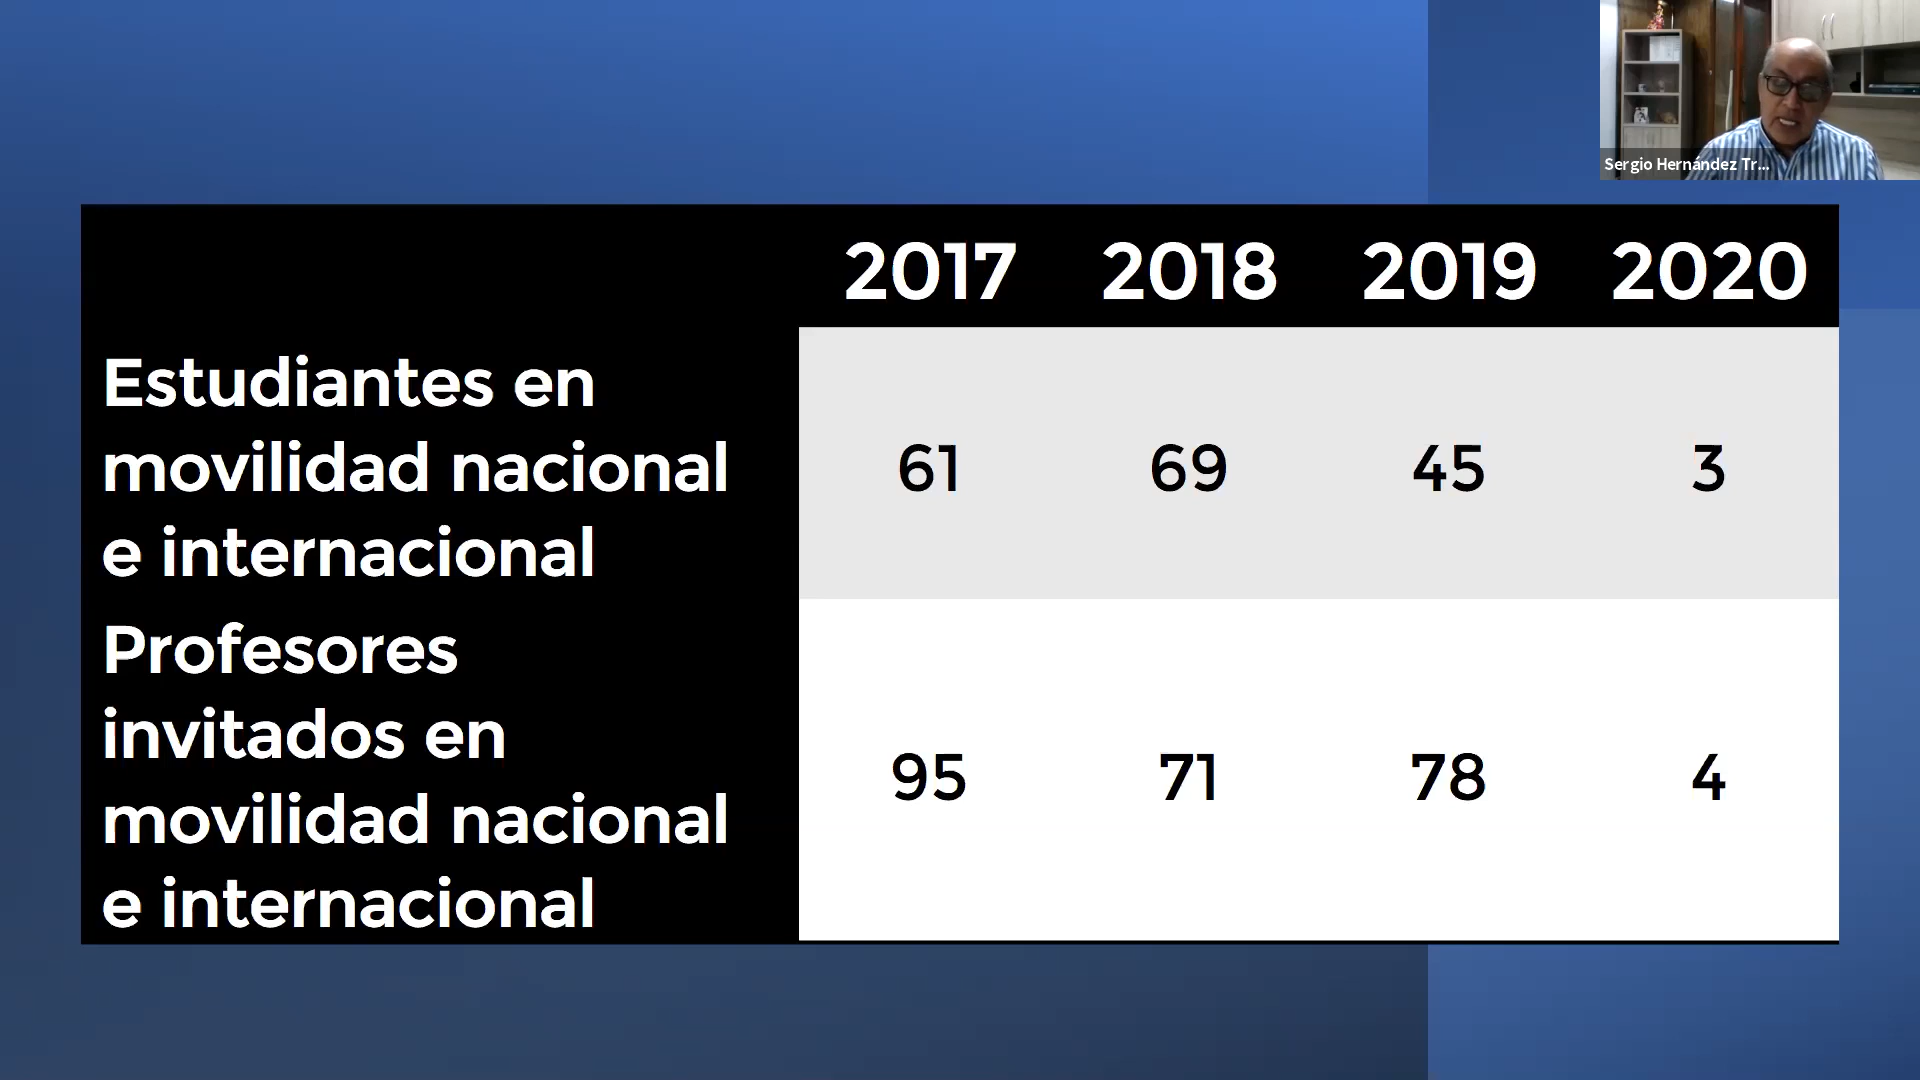 Sergio Hernández Tr...
2017 2018 2019 2020
Estudiantes en
movilidad nacional
e internacional
61 69 45 3
Profesores
invitados en
movilidad nacional
e internacional
95 71 78 4